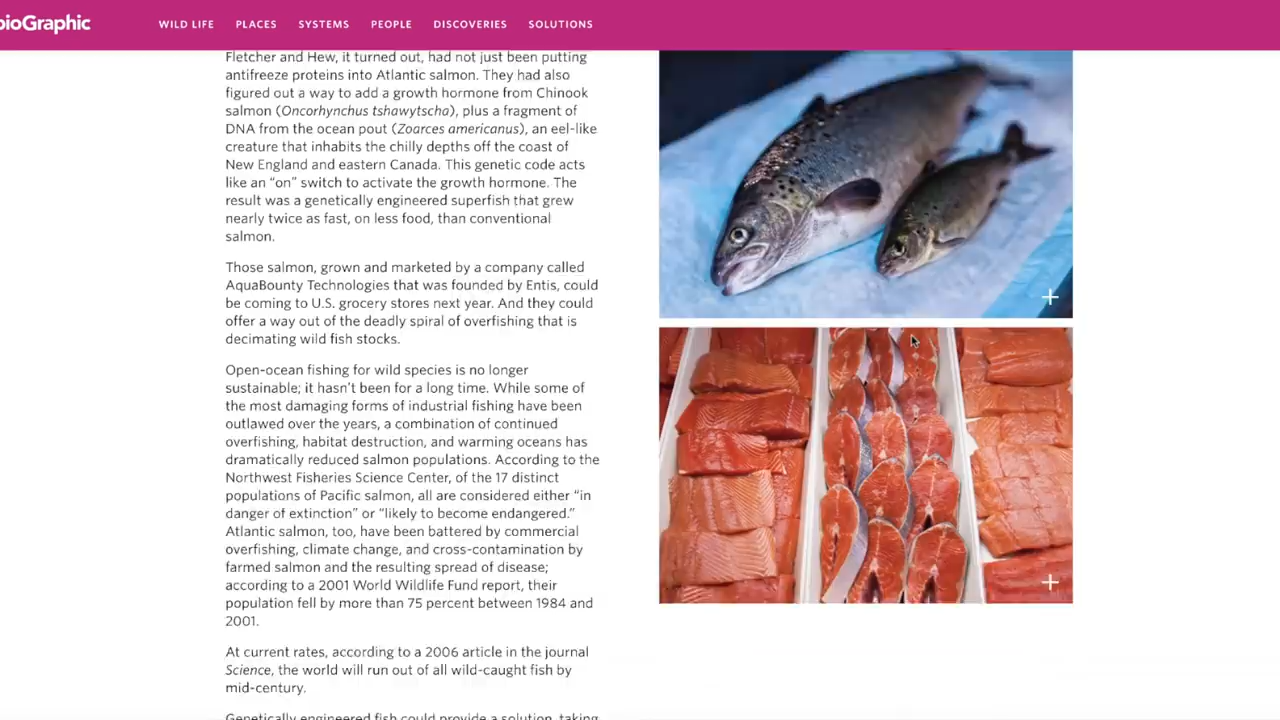 bioGraphic
WILD LIFE PLACES SYSTEMS PEOPLE DISCOVERIES SOLUTIONS
Fletcher and Hew, it turned out, had not just been putting
antifreeze proteins into Atlantic salmon. They had also
figured out a way to add a growth hormone from Chinook
salmon (Oncorhynchus tshawytscha), plus a fragment of
DNA from the ocean pout (Zoarces americanus), an eel-like
creature that inhabits the chilly depths off the coast of
New England and eastern Canada. This genetic code acts
like an “on” switch to activate the growth hormone. The
result was a genetically engineered superfish that grew
nearly twice as fast, on less food, than conventional
salmon.
Those salmon, grown and marketed by a company called
AquaBounty Technologies that was founded by Entis, could
be coming to U.S. grocery stores next year. And they could
offer a way out of the deadly spiral of overfishing that is
decimating wild fish stocks.
Open-ocean fishing for wild species is no longer
sustainable; it hasn’t been for a long time. While some of
the most damaging forms of industrial fishing have been
outlawed over the years, a combination of continued
overfishing, habitat destruction, and warming oceans has
dramatically reduced salmon populations. According to the
Northwest Fisheries Science Center, of the 17 distinct
populations of Pacific salmon, all are considered either “in
danger of extinction” or “likely to become endangered.”
Atlantic salmon, too, have been battered by commercial
overfishing, climate change, and cross-contamination by
farmed salmon and the resulting spread of disease;
according to a 2001 World Wildlife Fund report, their
population fell by more than 75 percent between 1984 and
2001.
At current rates, according to a 2006 article in the journal
Science, the world will run out of all wild-caught fish by
mid-century.
Genetically engineered fish could provide a solution, taking